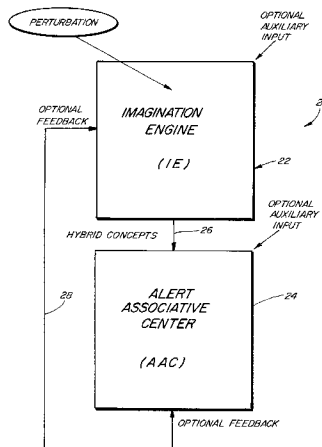 PERTURBATION
OPTIONAL
AUXILIARY
INPUT
OPTIONAL
FEEDBACK
IMAGINATION
ENGINE
(IE)
22
2
HYBRID CONCEPTS
26
OPTIONAL
AUXILIARY
INPUT
28
ALERT
ASSOCIATIVE
CENTER
(AAC)
24
OPTIONAL FEEDBACK